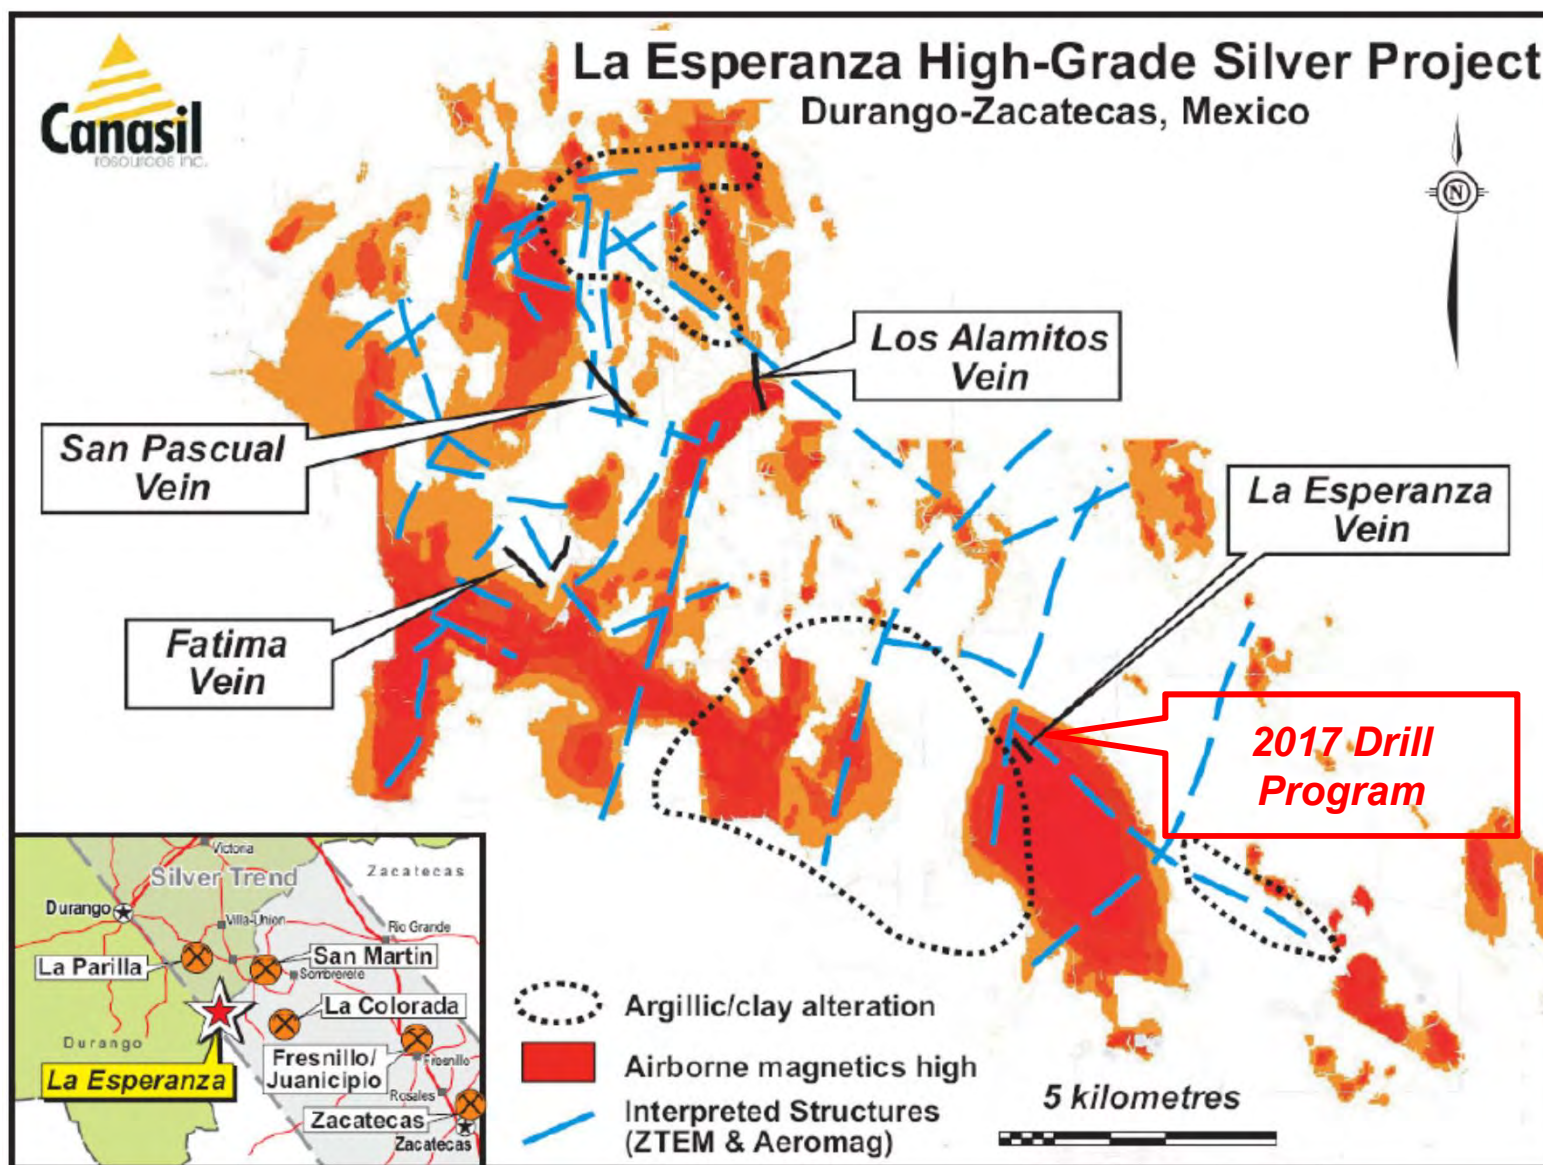 La Esperanza High-Grade Silver Project
Durango-Zacatecas, Mexico
Canasil
resources inc.
N
Los Alamitos
Vein
San Pascual
Vein
La Esperanza
Vein
Fatima
Vein
2017 Drill
Program
Victoria
Silver Trend
Zacatecas
Durango
Villa-Union
Rio Grande
La Parilla
San Martin
Sombrerete
La Colorada
Durango
Fresnillo/
Juanicipio
Fresnillo
La Esperanza
Rosales
Zacatecas
Zacatecas
Argillic/clay alteration
Airborne magnetics high
Interpreted Structures
(ZTEM & Aeromag)
5 kilometres